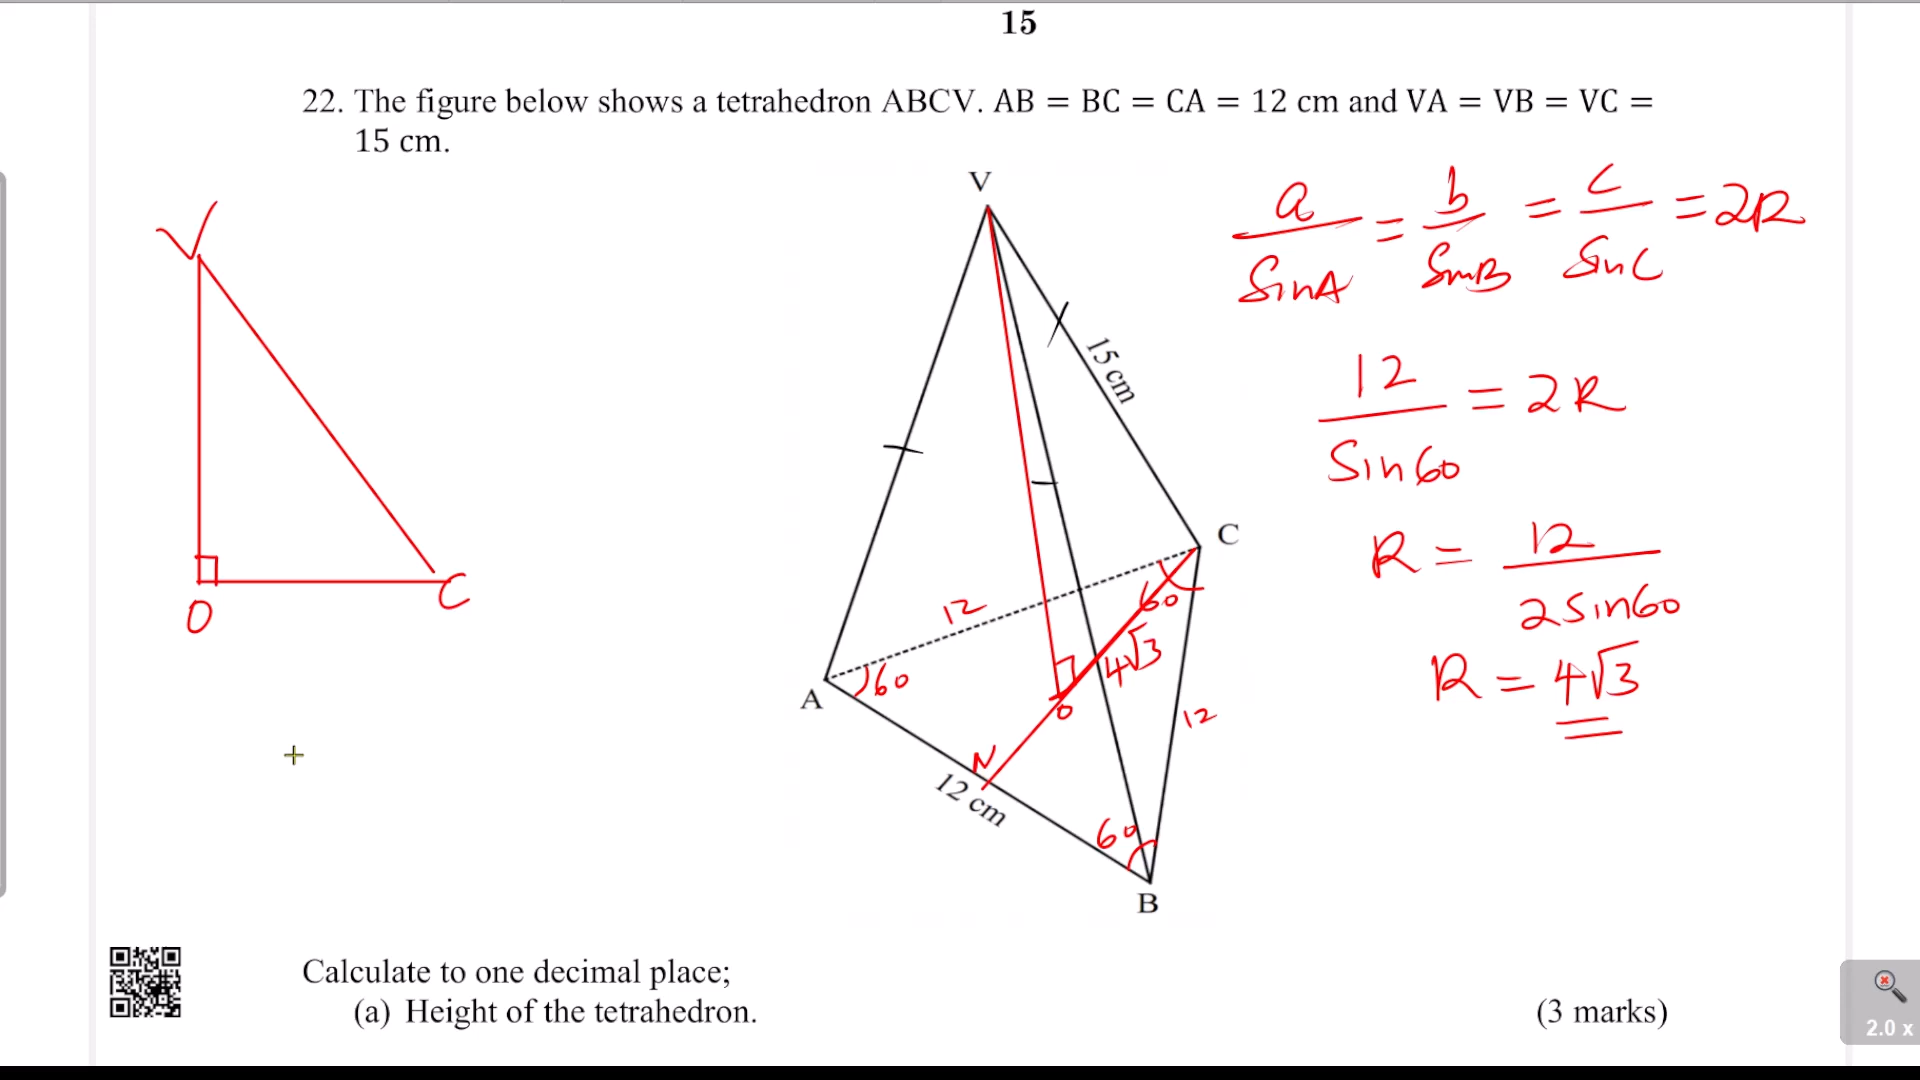 15
22. The figure below shows a tetrahedron ABCV. AB = BC = CA = 12 cm and VA = VB = VC =
15 cm.
V
V
O
C
V
15 cm
C
A
12
60
60
4√3
O
12
N
12 cm
60
B
a/SinA = b/SinB = c/SinC = 2R
12/Sin60 = 2R
R = 12/2Sin60
R = 4√3
Calculate to one decimal place;
(a) Height of the tetrahedron.
(3 marks)
2.0 x